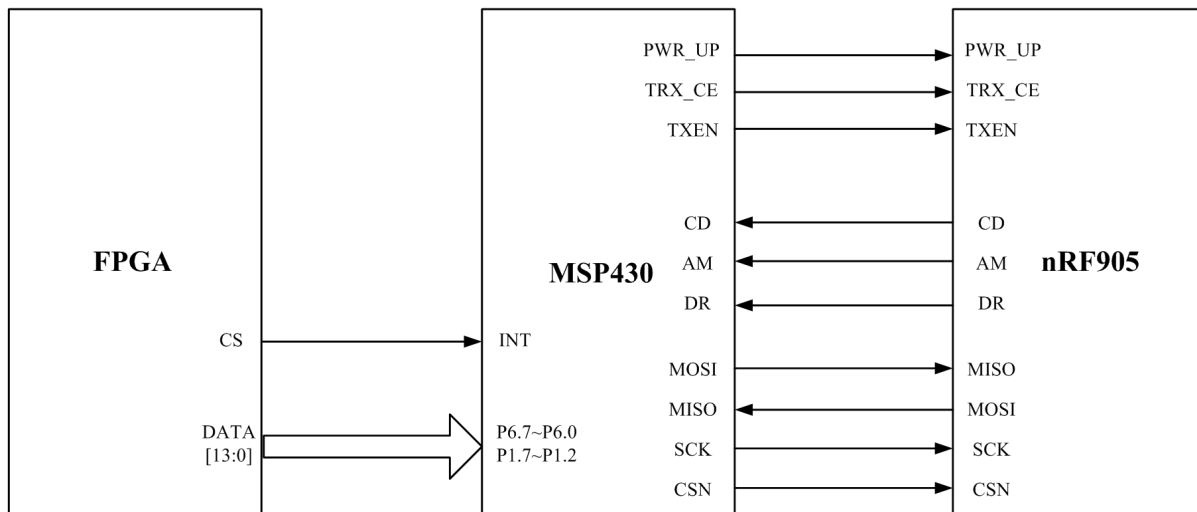 PWR_UP
PWR_UP
TRX_CE
TRX_CE
TXEN
TXEN
CD
CD
FPGA
MSP430
AM
nRF905
AM
DR
DR
CS
INT
MOSI
MISO
MISO
MOSI
DATA
[13:0]
P6.7~P6.0
P1.7~P1.2
SCK
SCK
CSN
CSN